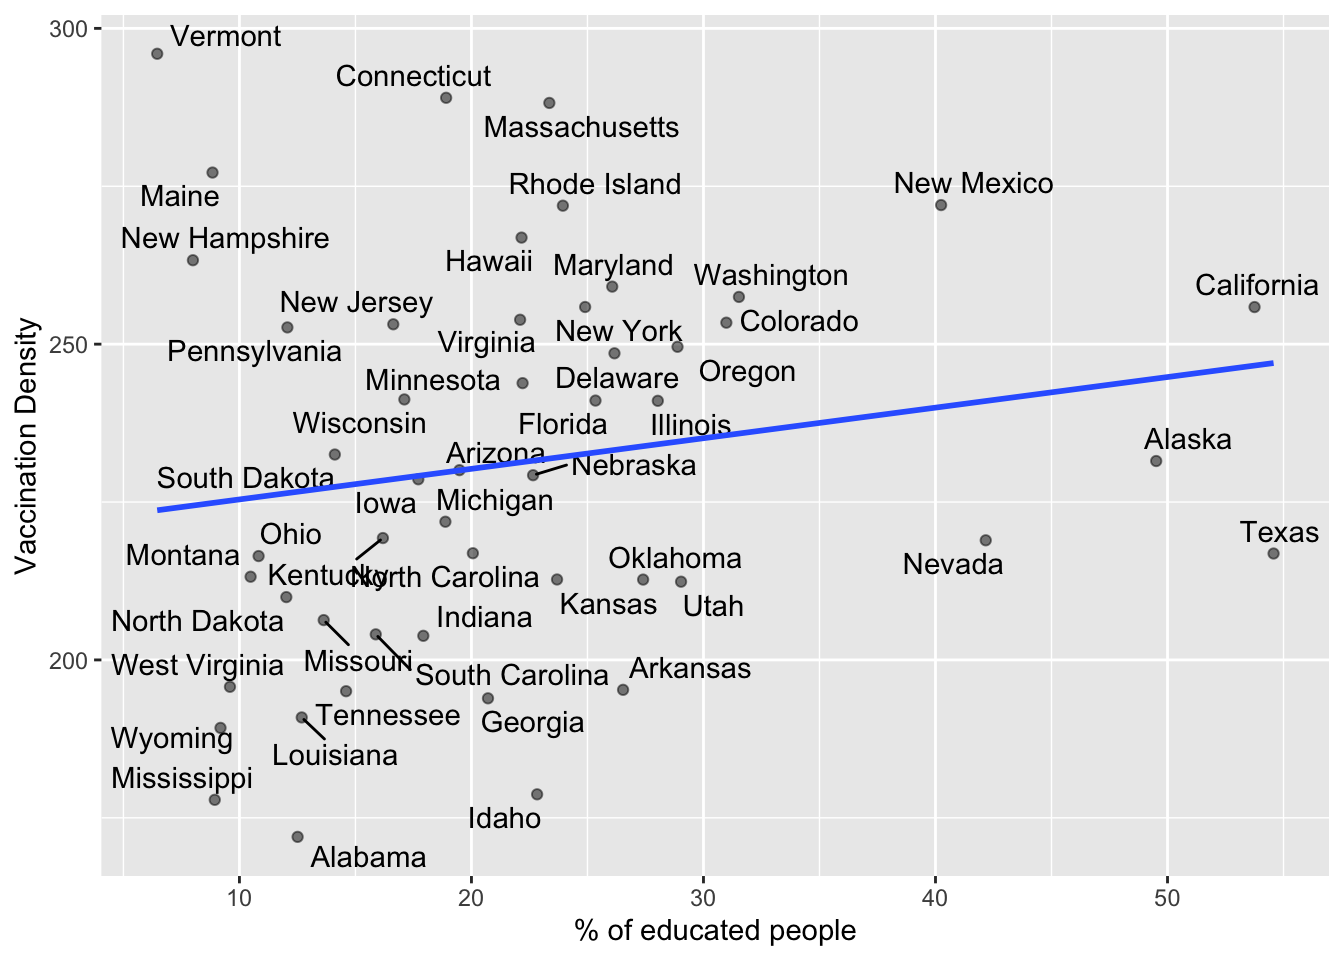 300
Vermont
Connecticut
Massachusetts
Maine
Rhode Island
New Mexico
New Hampshire
Hawaii
Maryland
Washington
California
New Jersey
Colorado
Virginia
New York
Pennsylvania
250
Oregon
Minnesota
Delaware
Wisconsin
Florida
Illinois
Alaska
Arizona
Nebraska
South Dakota
Iowa
Michigan
Ohio
Texas
Montana
Oklahoma
Nevada
Kentucky
North Carolina
Kansas
Utah
North Dakota
Indiana
Missouri
West Virginia
200
South Carolina
Arkansas
Tennessee
Georgia
Wyoming
Louisiana
Mississippi
Idaho
Alabama
Vaccination Density
10 20 30 40 50
% of educated people